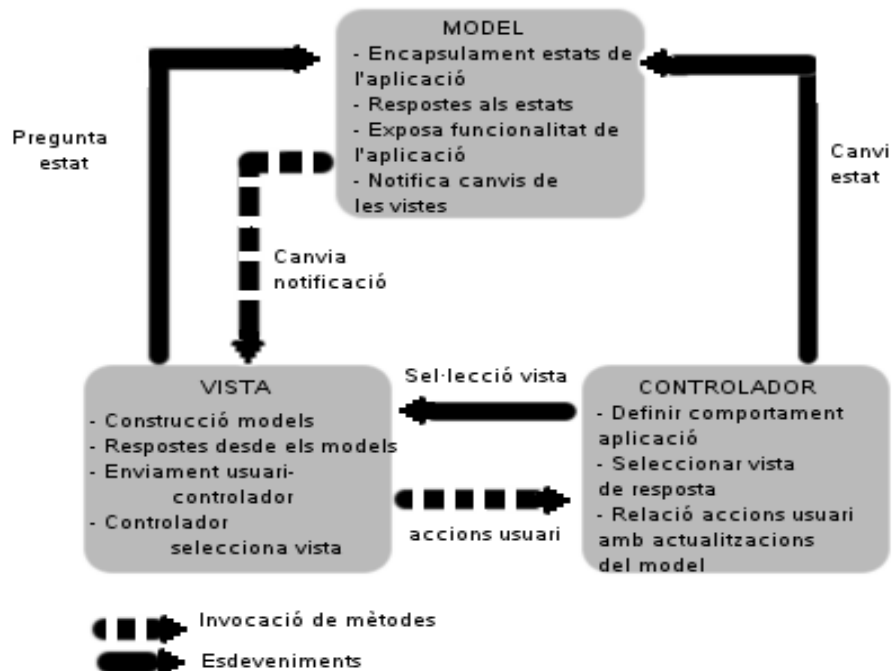 MODEL
- Encapsulament estats de
l'aplicació
- Respostes als estats
- Exposa funcionalitat de
l'aplicació
- Notifica canvis de
les vistes
Pregunta
estat
Canvi
estat
Canvia
notificació
VISTA
- Construcció models
- Respostes desde els models
- Enviament usuari-
controlador
- Controlador
selecciona vista
Sel·lecció vista
accions usuari
CONTROLADOR
- Definir comportament
aplicació
- Seleccionar vista
de resposta
- Relació accions usuari
amb actualitzacions
del model
Invocació de mètodes
Esdeveniments